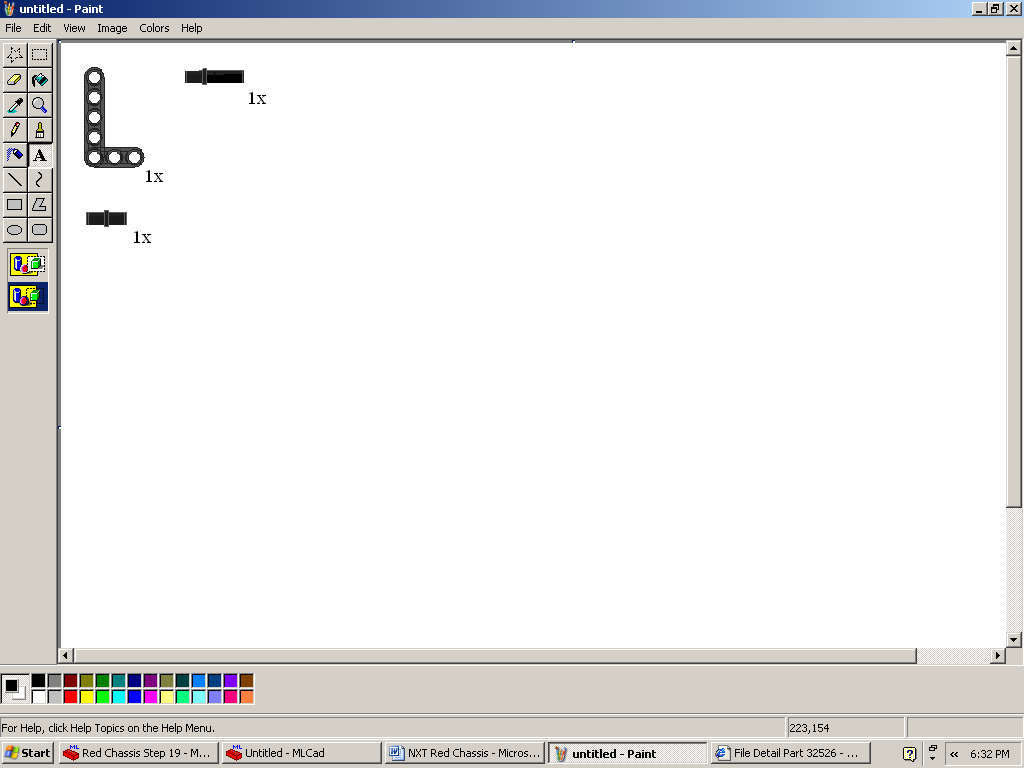 untitled - Paint
File Edit View Image Colors Help
A
1x
1x
1x
For Help, click Help Topics on the Help Menu.
223,154
Start
ML
Red Chassis Step 19 - M...
ML
Untitled - MLCad
W
NXT Red Chassis - Micros...
untitled - Paint
File Detail Part 32526 - ...
?
«
6:32 PM